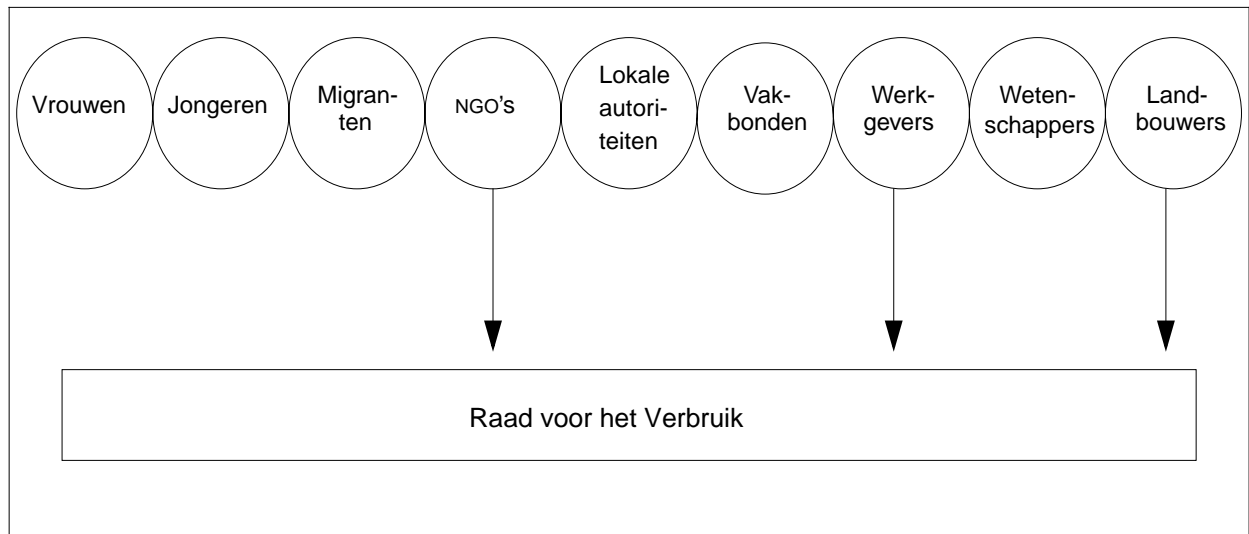 Vrouwen
Jongeren
Migran-
ten
NGO's
Lokale
autori-
teiten
Vak-
bonden
Werk-
gevers
Weten-
schappers
Land-
bouwers
Raad voor het Verbruik